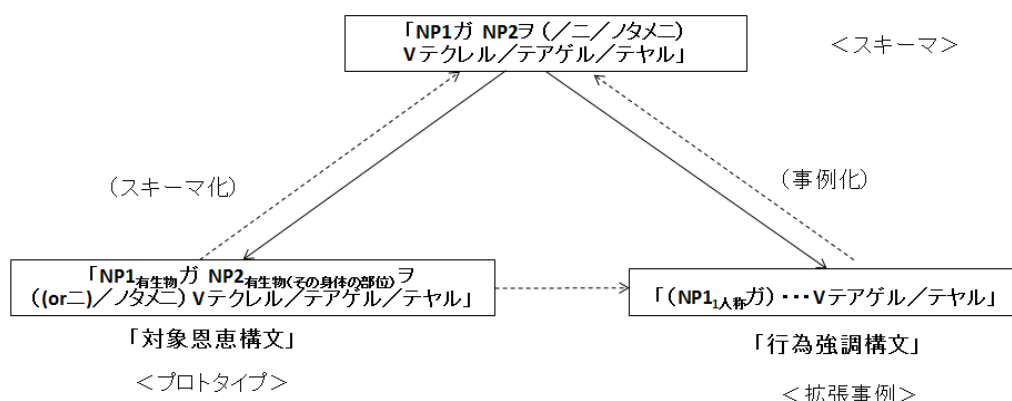 「NP1ガ NP2ヲ (／ニ／ノタメニ)
Vテクレル／テアゲル／テヤル」
＜スキーマ＞
(スキーマ化)
(事例化)
「NP1有生物ガ NP2有生物(その身体の部位)ヲ
((orニ)／ノタメニ) Vテクレル／テアゲル／テヤル」
「(NP11人称ガ)・・・Vテアゲル／テヤル」
「対象恩恵構文」
「行為強調構文」
＜プロトタイプ＞
＜拡張事例＞